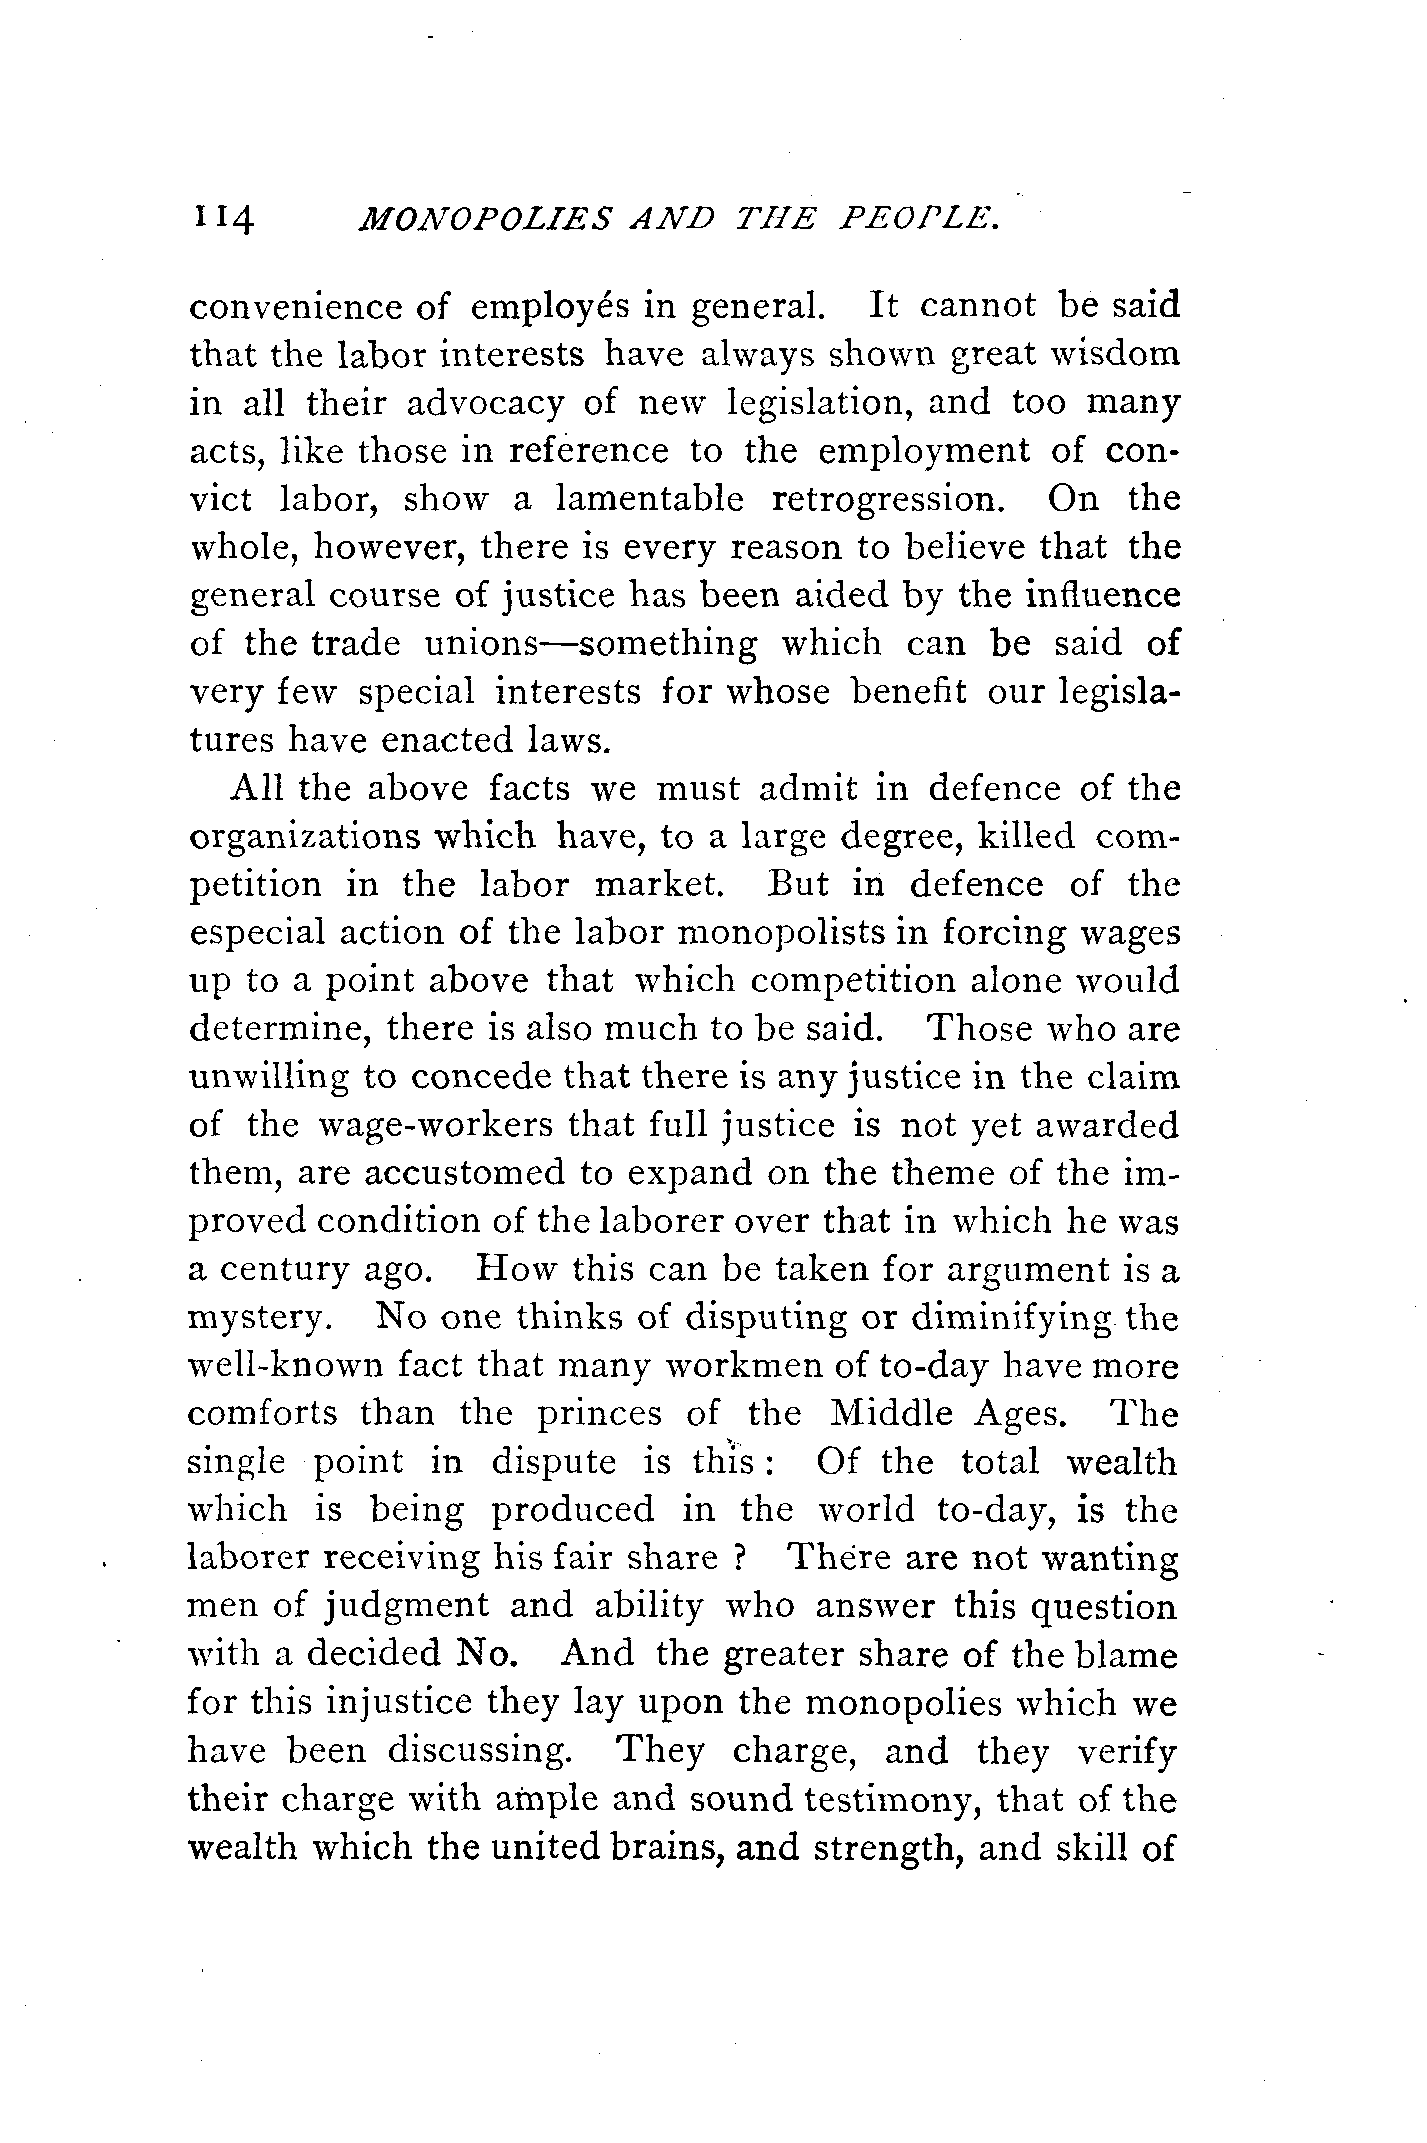 114 MONOPOLIES AND THE PEOPLE.
convenience of employés in general. It cannot be said
that the labor interests have always shown great wisdom
in all their advocacy of new legislation, and too many
acts, like those in reference to the employment of con-
vict labor, show a lamentable retrogression. On the
whole, however, there is every reason to believe that the
general course of justice has been aided by the influence
of the trade unions—something which can be said of
very few special interests for whose benefit our legisla-
tures have enacted laws.
All the above facts we must admit in defence of the
organizations which have, to a large degree, killed com-
petition in the labor market. But in defence of the
especial action of the labor monopolists in forcing wages
up to a point above that which competition alone would
determine, there is also much to be said. Those who are
unwilling to concede that there is any justice in the claim
of the wage-workers that full justice is not yet awarded
them, are accustomed to expand on the theme of the im-
proved condition of the laborer over that in which he was
a century ago. How this can be taken for argument is a
mystery. No one thinks of disputing or diminifying the
well-known fact that many workmen of to-day have more
comforts than the princes of the Middle Ages. The
single point in dispute is this: Of the total wealth
which is being produced in the world to-day, is the
laborer receiving his fair share? There are not wanting
men of judgment and ability who answer this question
with a decided No. And the greater share of the blame
for this injustice they lay upon the monopolies which we
have been discussing. They charge, and they verify
their charge with ample and sound testimony, that of the
wealth which the united brains, and strength, and skill of